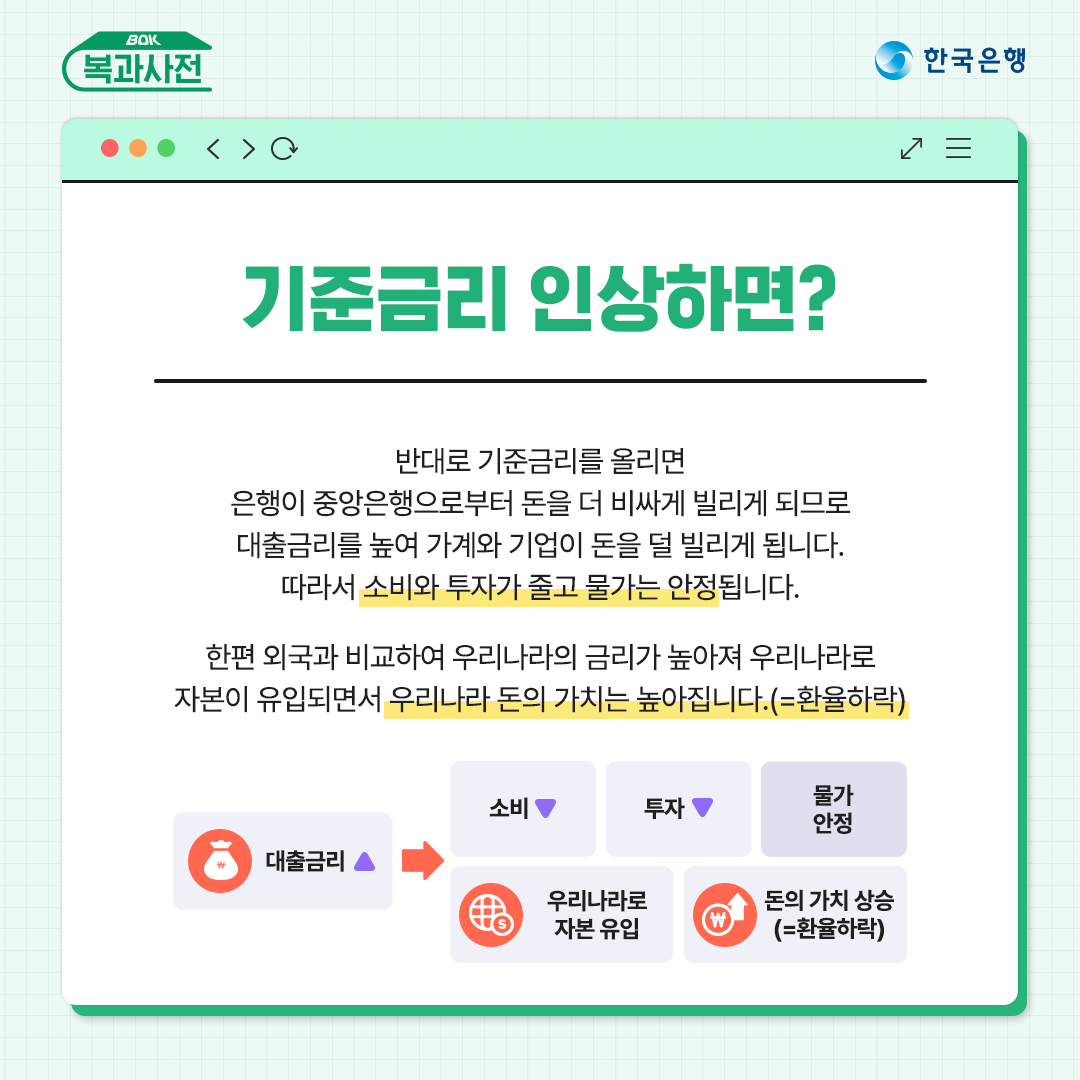 BOK
복과사전
한국은행
기준금리 인상하면?
반대로 기준금리를 올리면
은행이 중앙은행으로부터 돈을 더 비싸게 빌리게 되므로
대출금리를 높여 가계와 기업이 돈을 덜 빌리게 됩니다.
따라서 소비와 투자가 줄고 물가는 안정됩니다.
한편 외국과 비교하여 우리나라의 금리가 높아져 우리나라로
자본이 유입되면서 우리나라 돈의 가치는 높아집니다.(=환율하락)
₩
대출금리 ▲
소비 ▼
투자 ▼
물가
안정
$
우리나라로
자본 유입
₩
돈의 가치 상승
(=환율하락)